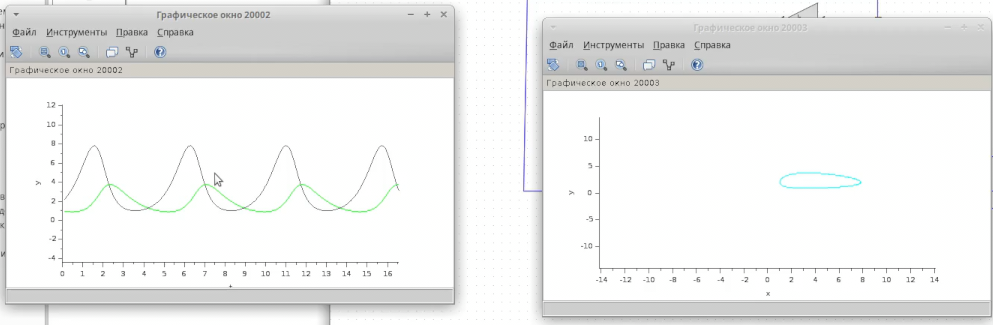 Графическое окно 20002
Файл Инструменты Правка Справка
Графическое окно 20002
12
10
8
6
4
2
0
-2
-4
y
0 1 2 3 4 5 6 7 8 9 10 11 12 13 14 15 16
Графическое окно 20003
Файл Инструменты Правка Справка
Графическое окно 20003
10
5
0
-5
-10
y
-14 -12 -10 -8 -6 -4 -2 0 2 4 6 8 10 12 14
x